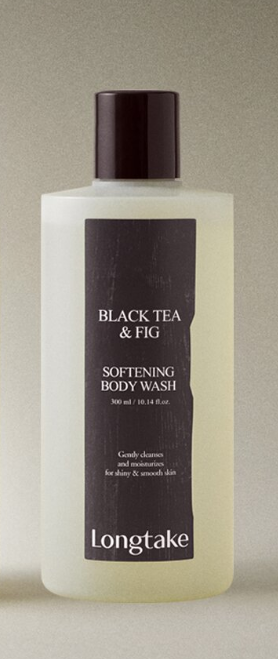 BLACK TEA
& FIG
SOFTENING
BODY WASH
300 ml / 10.14 fl.oz.
Gently cleanses
and moisturizes
for shiny & smooth skin
Longtake